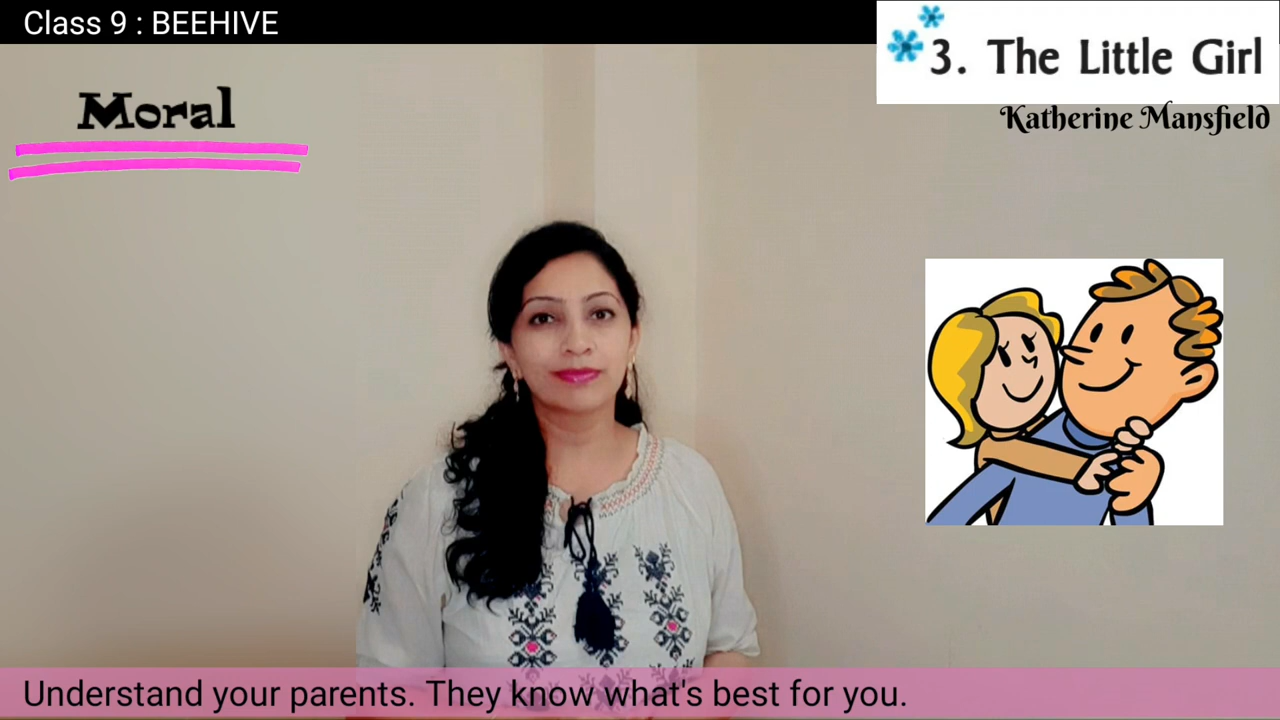 Class 9 : BEEHIVE
3. The Little Girl
Katherine Mansfield
Moral
Understand your parents. They know what's best for you.